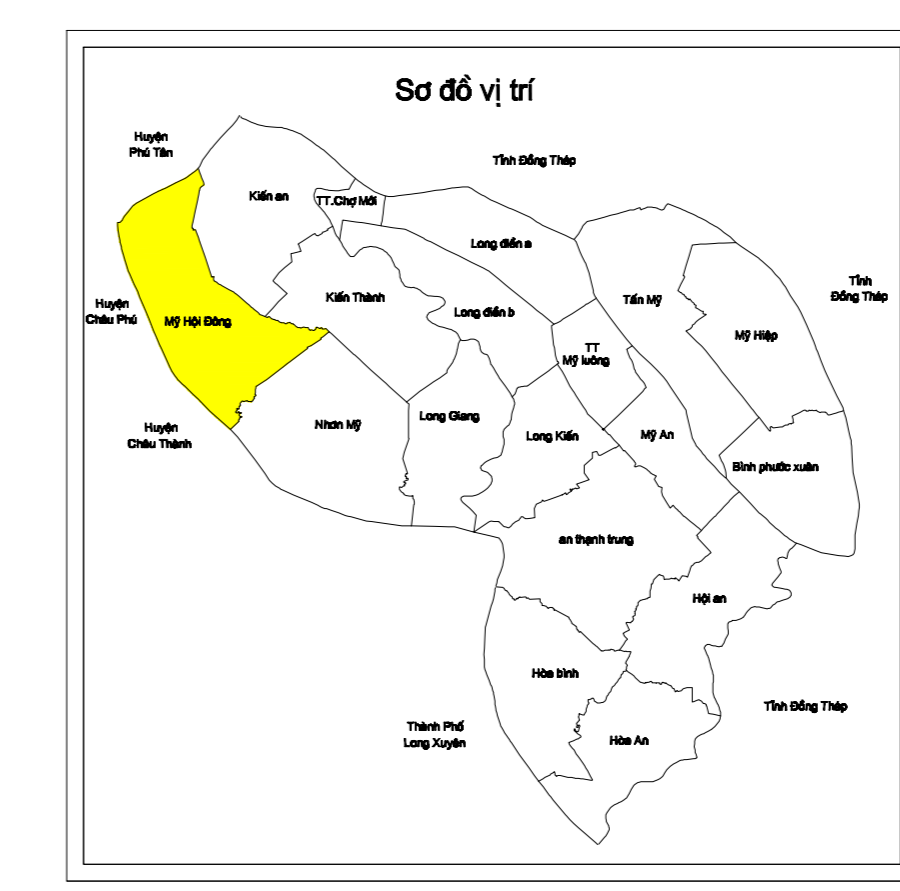 Sơ đồ vị trí
Huyện
Phú Tân
Tỉnh Đồng Tháp
Kiến an
TT.Chợ Mới
Long điền a
Tỉnh
Đồng Tháp
Huyện
Châu Phú
Mỹ Hội Đông
Kiến Thành
Long điền b
Tấn Mỹ
Mỹ Hiệp
TT
Mỹ luông
Huyện
Châu Thành
Nhơn Mỹ
Long Giang
Long Kiến
Mỹ An
Bình phước xuân
an thạnh trung
Hội an
Hòa bình
Tỉnh Đồng Tháp
Thành Phố
Long Xuyên
Hòa An